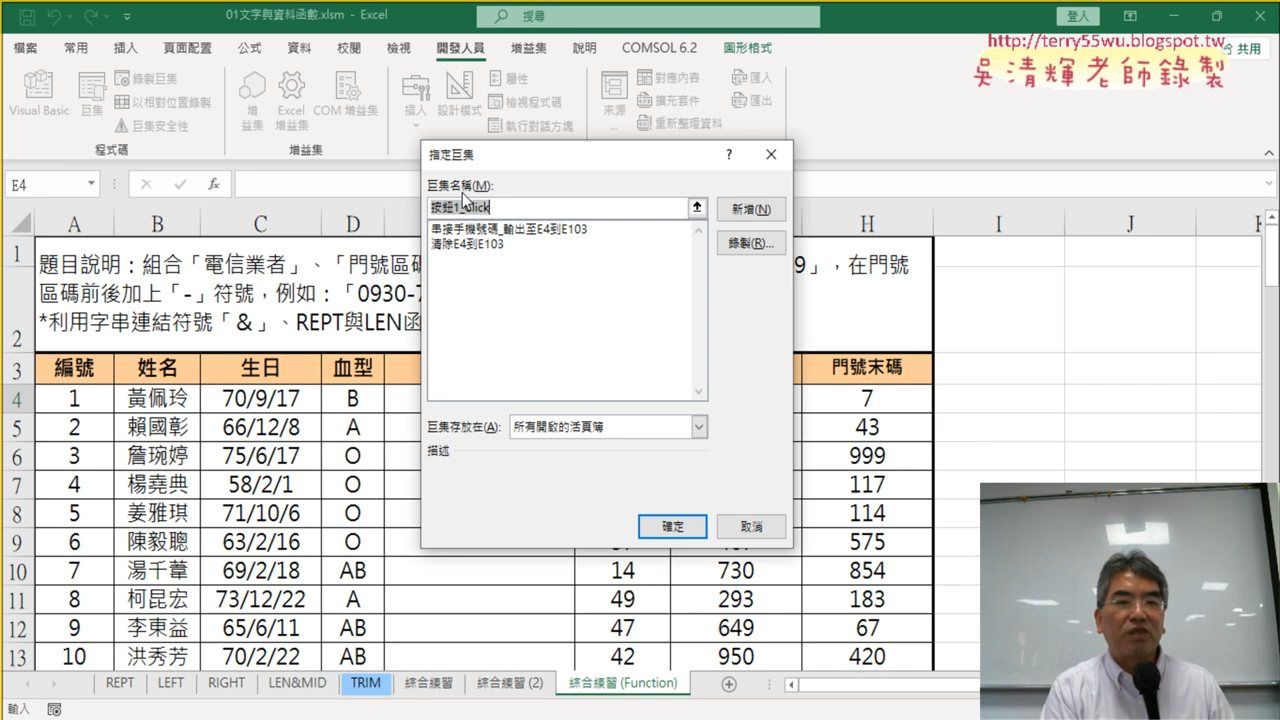 01文字與資料函數.xlsm - Excel
搜尋
登入
檔案 常用 插入 頁面配置 公式 資料 校閱 檢視 開發人員 增益集 說明 COMSOL 6.2 圖形格式 共用
http://terry55wu.blogspot.tw
吳清輝老師錄製
Visual Basic 巨集 錄製巨集 以相對位置錄製 巨集安全性
程式碼
增益集 Excel 增益集 COM 增益集
增益集
插入 設計模式 屬性 檢視程式碼 執行對話方塊
來源 對應內容 擴充套件 重新整理資料 匯入 匯出
E4
fx
指定巨集
?
巨集名稱(M):
按鈕1_Click
新增(N)
串接手機號碼_輸出至E4到E103
清除E4到E103
錄製(R)...
巨集存放在(A): 所有開啟的活頁簿
描述
確定 取消
A B C D H I J K
1 題目說明：組合「電信業者」、「門號區碼
9」，在門號
區碼前後加上「-」符號，例如：「0930-7
2 *利用字串連結符號「&」、REPT與LEN函
3 編號 姓名 生日 血型 門號末碼
4 1 黃佩玲 70/9/17 B 7
5 2 賴國彰 66/12/8 A 43
6 3 詹琬婷 75/6/17 O 999
7 4 楊堯典 58/2/1 O 117
8 5 姜雅琪 71/10/6 O 114
9 6 陳毅聰 63/2/16 O 575
10 7 湯千葦 69/2/18 AB 14 730 854
11 8 柯昆宏 73/12/22 A 49 293 183
12 9 李東益 65/6/11 AB 47 649 67
13 10 洪秀芳 70/2/22 AB 42 950 420
REPT LEFT RIGHT LEN&MID TRIM 綜合練習 綜合練習 (2) 綜合練習 (Function)
輸入